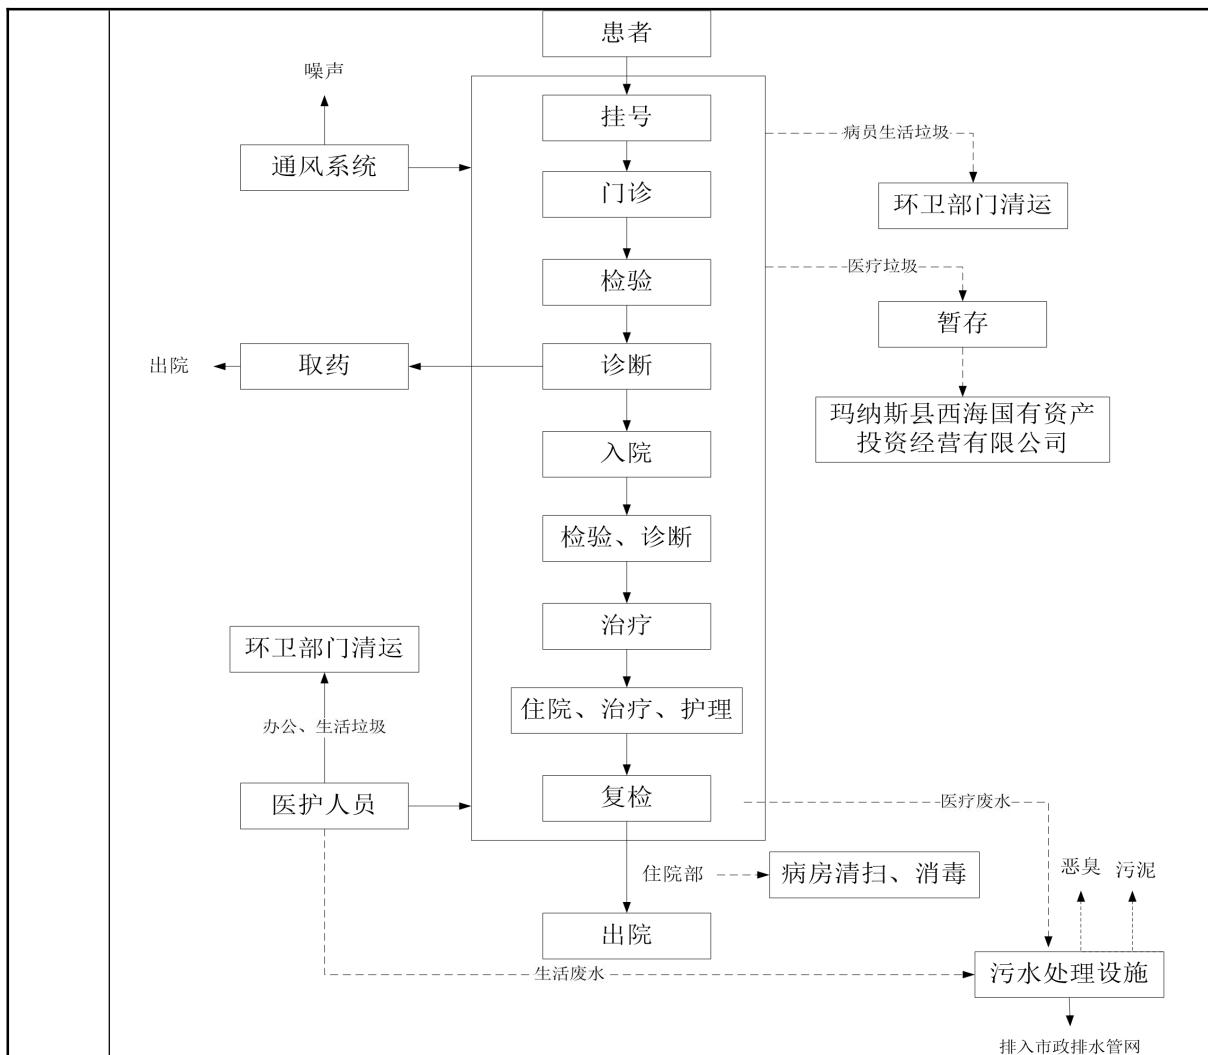 患者
噪声
挂号
病员生活垃圾
通风系统
门诊
环卫部门清运
医疗垃圾
检验
暂存
出院
取药
诊断
玛纳斯县西海国有资产
投资经营有限公司
入院
检验、诊断
治疗
环卫部门清运
住院、治疗、护理
办公、生活垃圾
医护人员
复检
医疗废水
住院部
病房清扫、消毒
恶臭
污泥
出院
生活废水
污水处理设施
排入市政排水管网